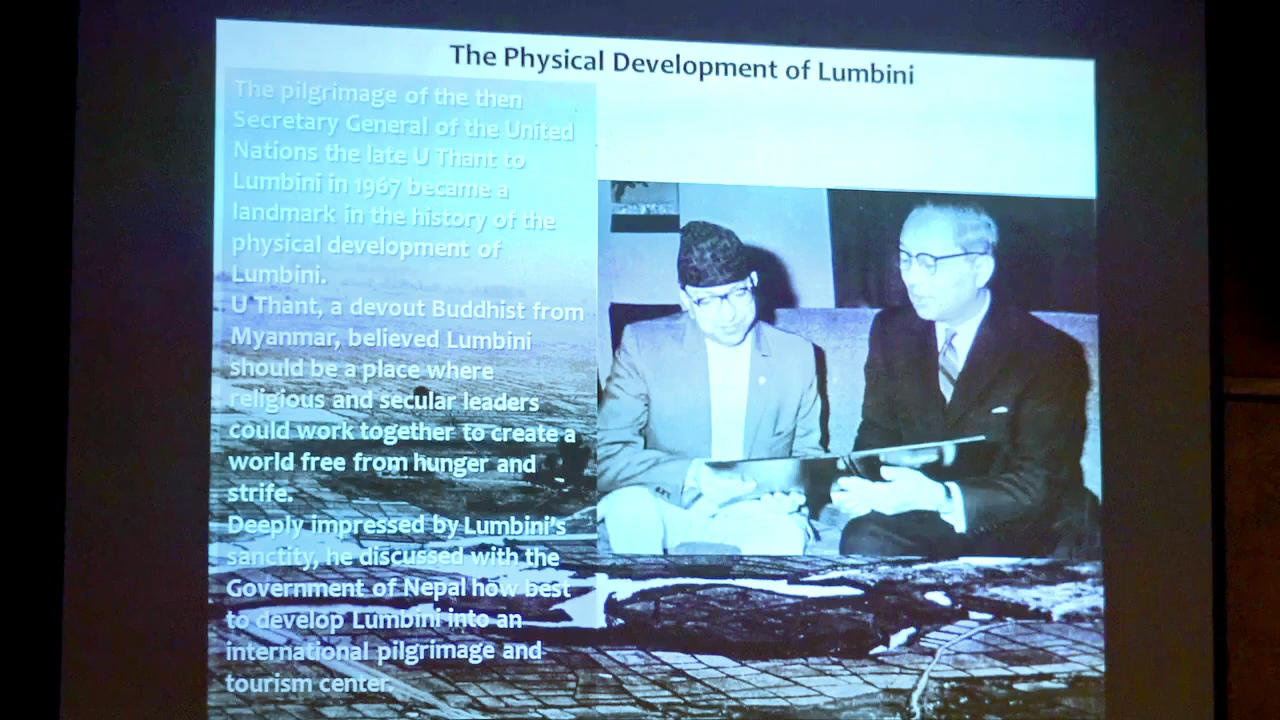 The Physical Development of Lumbini
The pilgrimage of the then
Secretary General of the United
Nations the late U Thant to
Lumbini in 1967 became a
landmark in the history of the
physical development of
Lumbini.
U Thant, a devout Buddhist from
Myanmar, believed Lumbini
should be a place where
religious and secular leaders
could work together to create a
world free from hunger and
strife.
Deeply impressed by Lumbini's
sanctity, he discussed with the
Government of Nepal how best
to develop Lumbini into an
international pilgrimage and
tourism center.